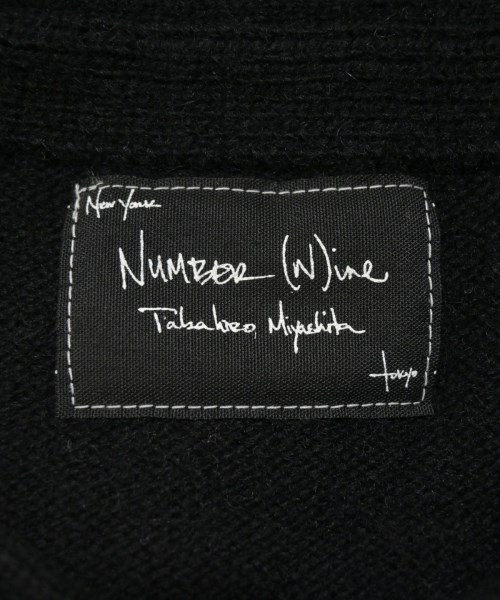 New York
NUMBER (N)ine
Takahiro Miyashita
tokyo